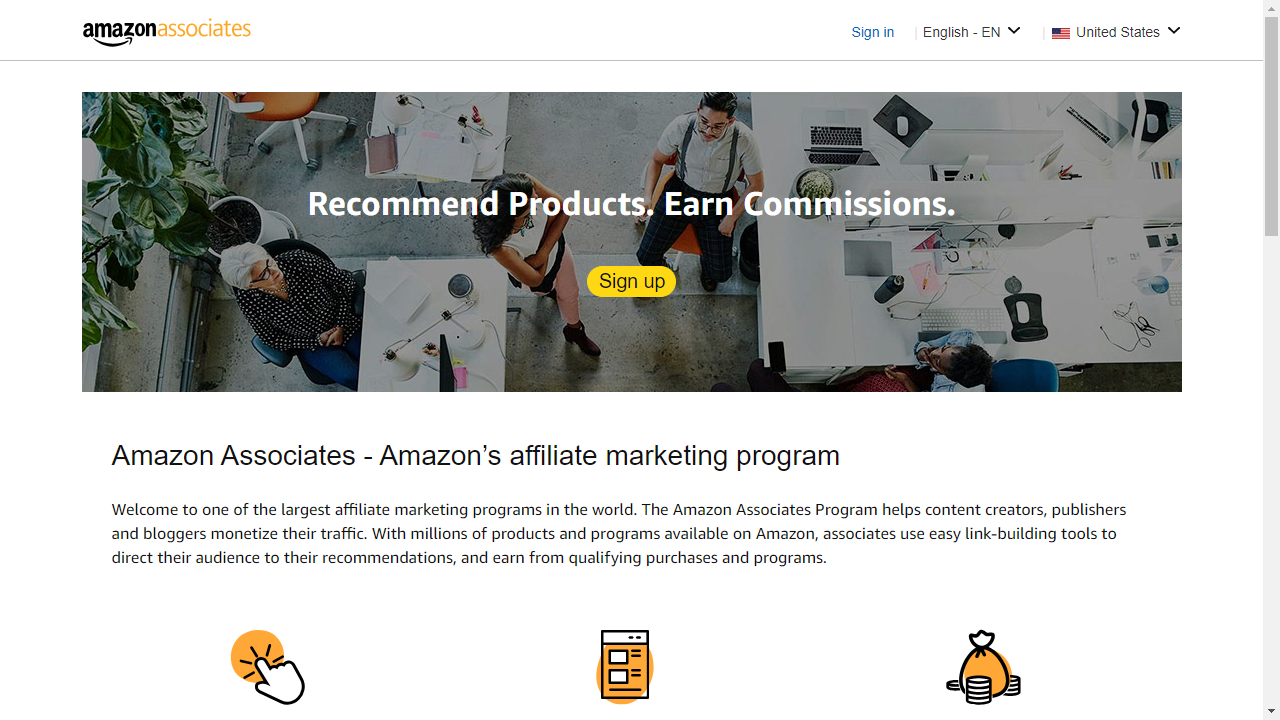 amazonassociates
Sign in
English - EN
United States
Recommend Products. Earn Commissions.
Sign up
Amazon Associates - Amazon’s affiliate marketing program
Welcome to one of the largest affiliate marketing programs in the world. The Amazon Associates Program helps content creators, publishers
and bloggers monetize their traffic. With millions of products and programs available on Amazon, associates use easy link-building tools to
direct their audience to their recommendations, and earn from qualifying purchases and programs.